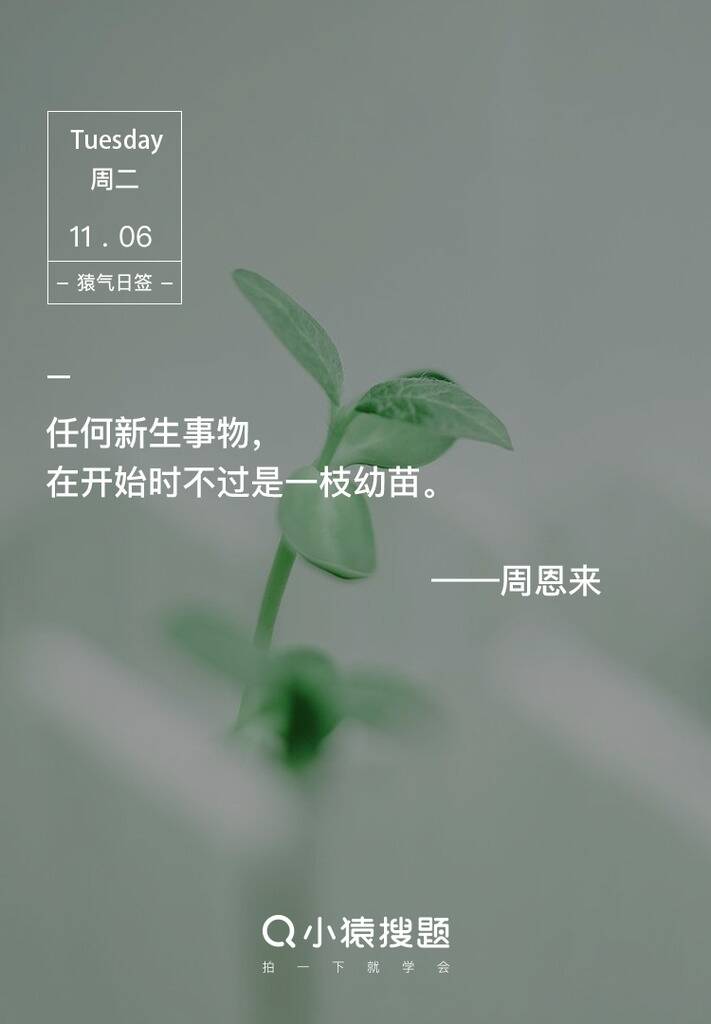 Tuesday
周二
11 . 06
– 猿气日签 –
任何新生事物，
在开始时不过是一枝幼苗。
——周恩来
小猿搜题
拍一下就学会